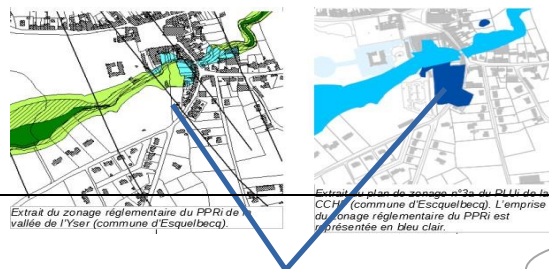 Extrait du zonage réglementaire du PPRi de la
vallée de l'Yser (commune d'Esquelbecq).
Extrait du plan de zonage n°3a du PLUi de la
CCHF (commune d'Escquelbecq). L'emprise
du zonage réglementaire du PPRi est
représentée en bleu clair.